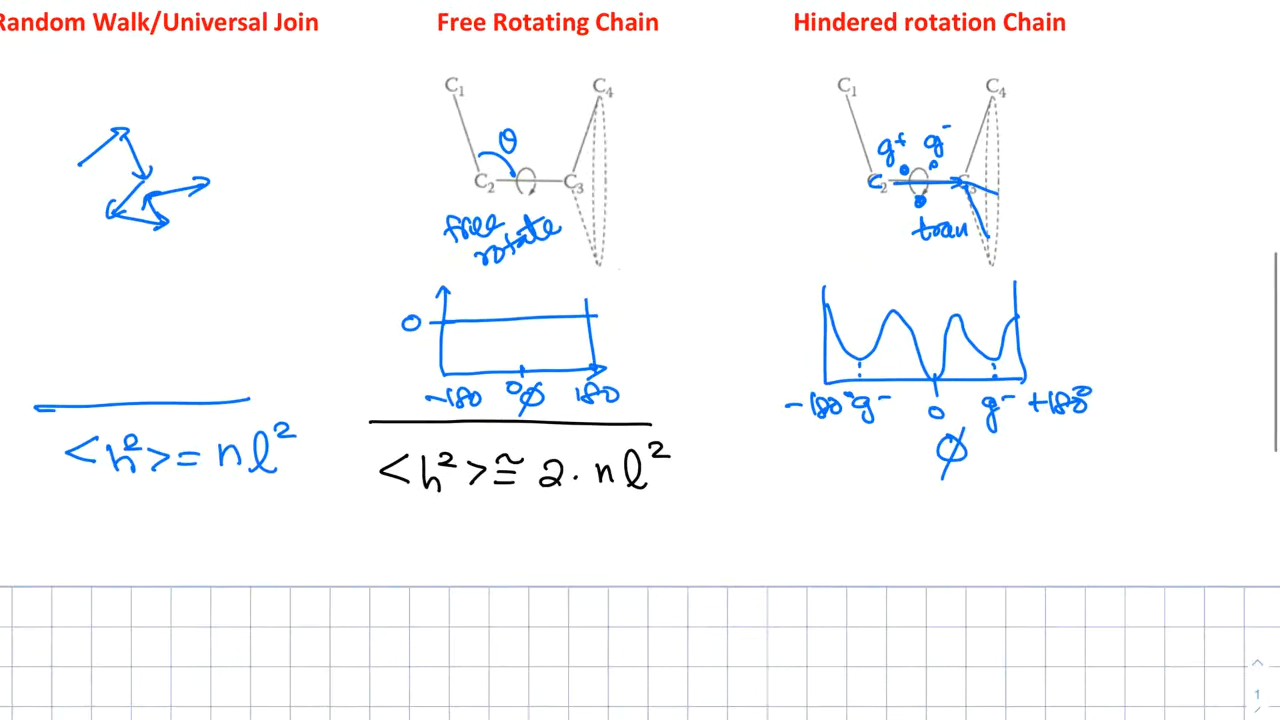 Random Walk/Universal Join
<h²> = nl²
Free Rotating Chain
C₁
C₄
θ
C₂
C₃
free
rotate
0
-180
0
φ
180
<h²> ≅ 2. nl²
Hindered rotation Chain
C₁
C₄
g+ g-
C₂
C₃
tran
-180°
g-
0
g-
+180°
φ
1